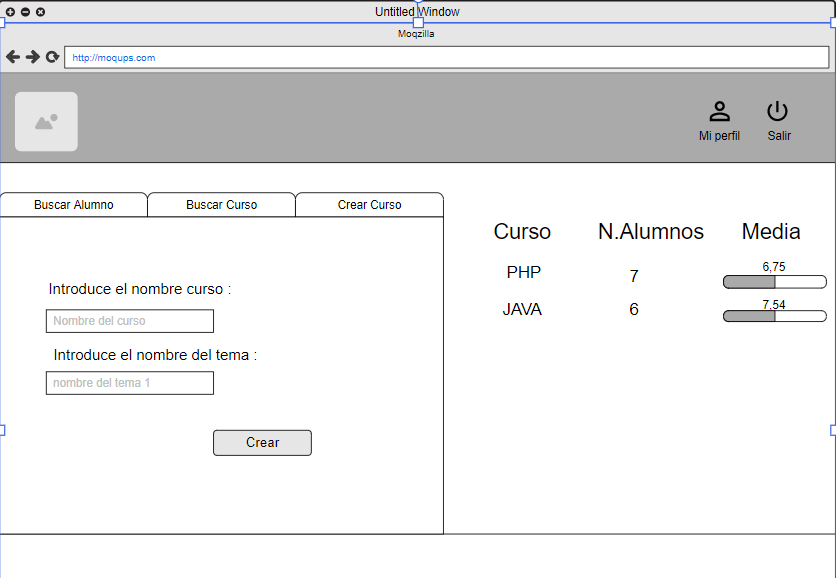 Untitled Window
Moqzilla
http://moqups.com
Mi perfil
Salir
Buscar Alumno
Buscar Curso
Crear Curso
Introduce el nombre curso :
Nombre del curso
Introduce el nombre del tema :
nombre del tema 1
Crear
Curso N.Alumnos Media
PHP 7 6,75
JAVA 6 7,54